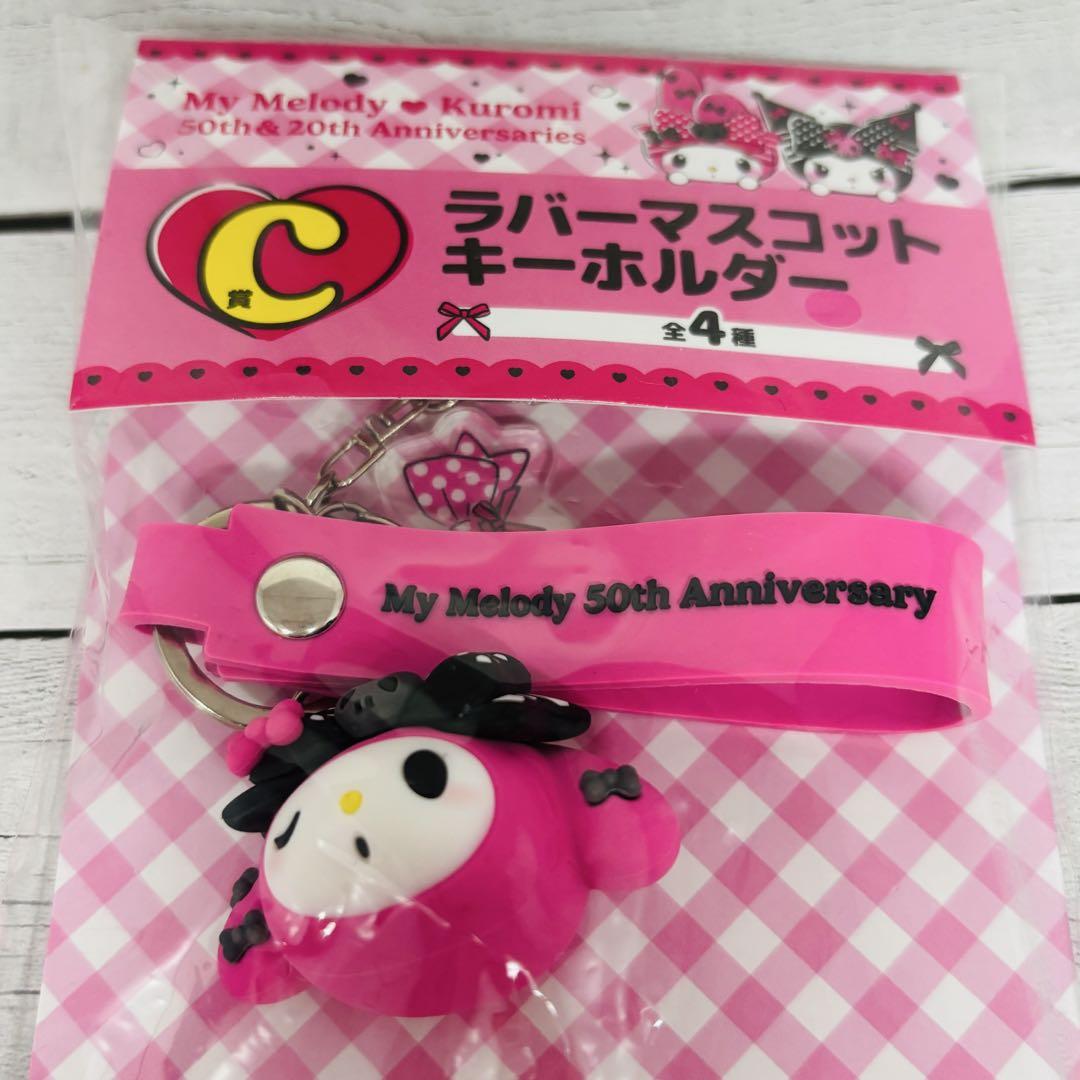 My Melody ♥ Kuromi
50th & 20th Anniversaries
C賞
ラバーマスコット
キーホルダー
全4種
My Melody 50th Anniversary